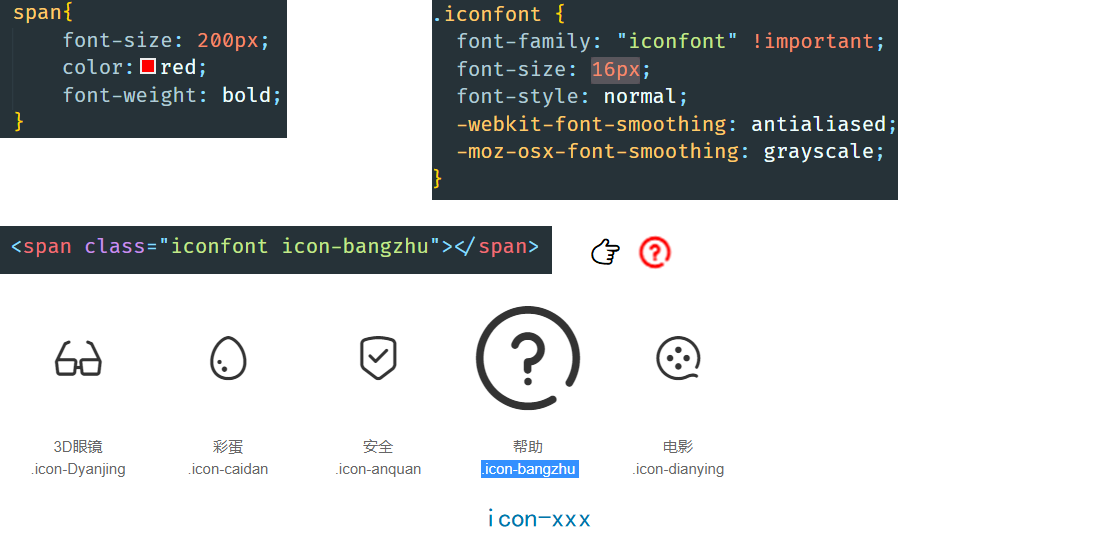 span{
font-size: 200px;
color: red;
font-weight: bold;
}
.iconfont {
font-family: "iconfont" !important;
font-size: 16px;
font-style: normal;
-webkit-font-smoothing: antialiased;
-moz-osx-font-smoothing: grayscale;
}
<span class="iconfont icon-bangzhu"></span>
3D眼镜 彩蛋 安全 帮助 电影
.icon-Dyanjing .icon-caidan .icon-anquan .icon-bangzhu .icon-dianying
icon-xxx